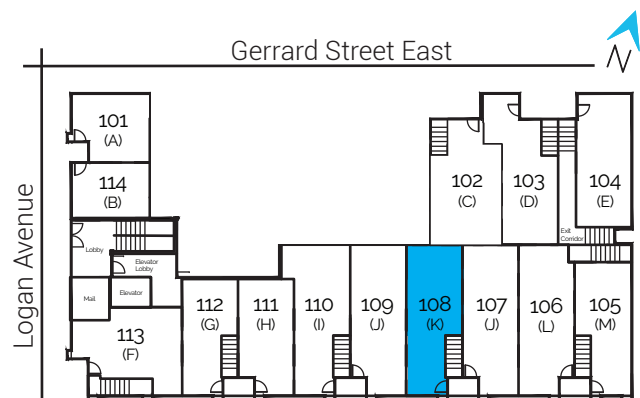 Gerrard Street East
N
Logan Avenue
101
(A)
114
(B)
102
(C)
103
(D)
104
(E)
Exit
Corridor
Lobby
Elevator
Lobby
Mail
Elevator
113
(F)
112
(G)
111
(H)
110
(I)
109
(J)
108
(K)
107
(J)
106
(L)
105
(M)